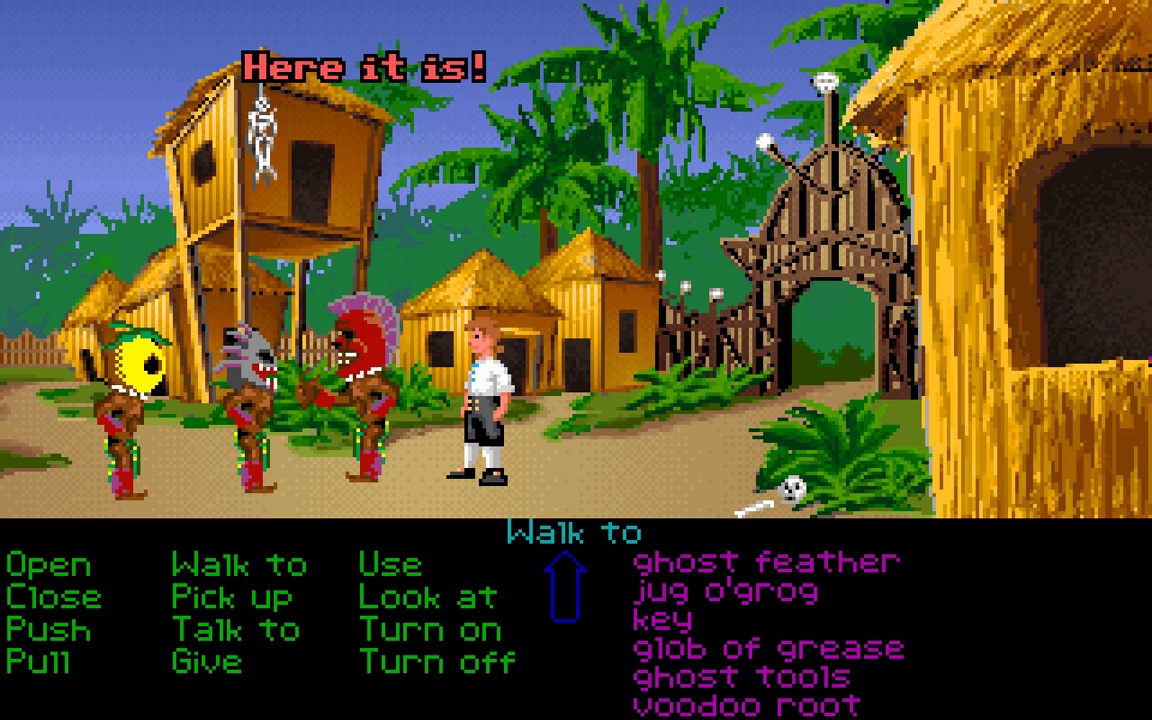 Here it is!
Walk to
Open Walk to Use
Close Pick up Look at
Push Talk to Turn on
Pull Give Turn off
ghost feather
jug o'grog
key
glob of grease
ghost tools
voodoo root